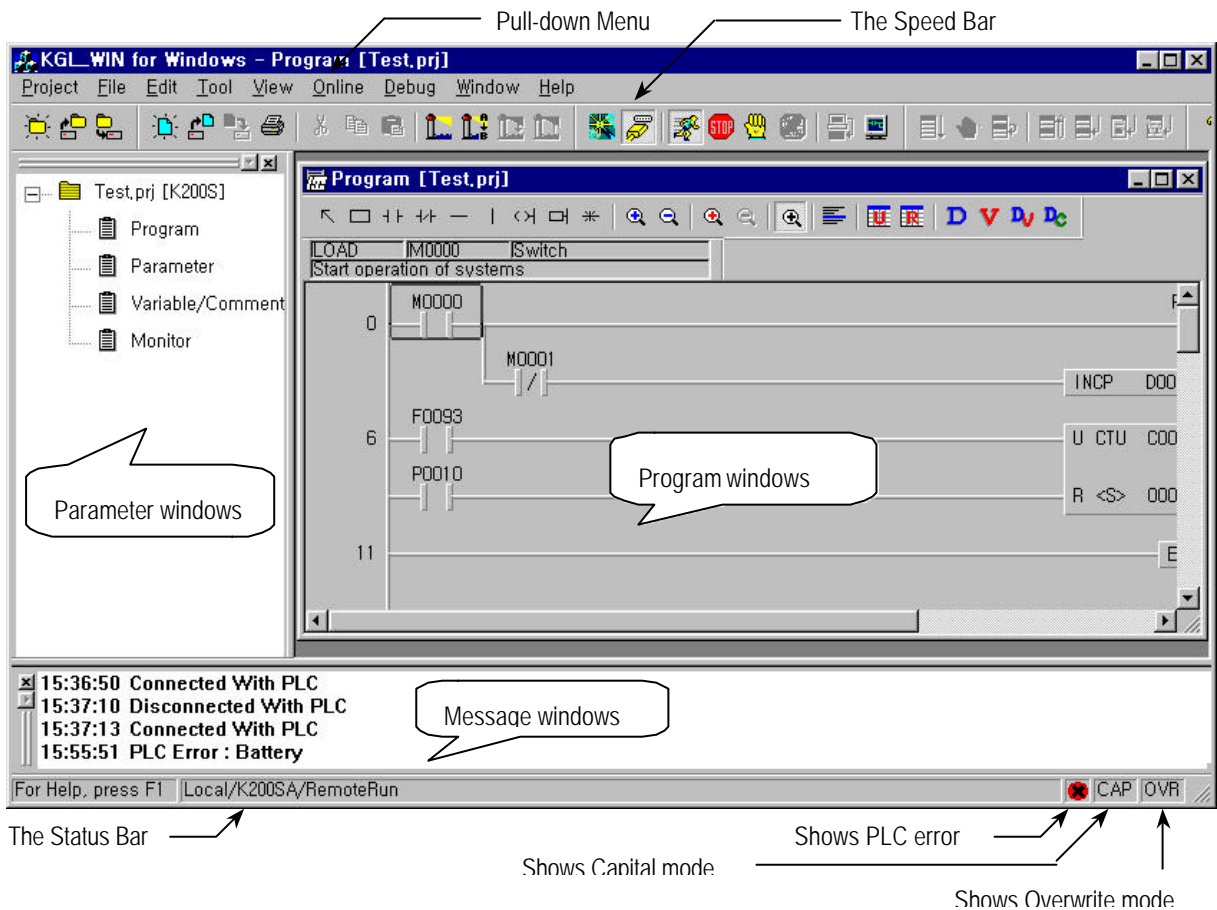 Pull-down Menu
The Speed Bar
KGL_WIN for Windows - Program [Test.prj]
Project File Edit Tool View Online Debug Window Help
STOP
Test.prj [K200S]
Program
Parameter
Variable/Comment
Monitor
Parameter windows
Program [Test.prj]
U R D V DU DC
LOAD M0000 Switch
Start operation of systems
M0000
0
M0001
INCP D00
F0093
6 U CTU C00
P0010
R <S> 000
11 E
Program windows
15:36:50 Connected With PLC
15:37:10 Disconnected With PLC
15:37:13 Connected With PLC
15:55:51 PLC Error : Battery
Message windows
For Help, press F1 Local/K200SA/RemoteRun CAP OVR
The Status Bar
Shows PLC error
Shows Capital mode
Shows Overwrite mode